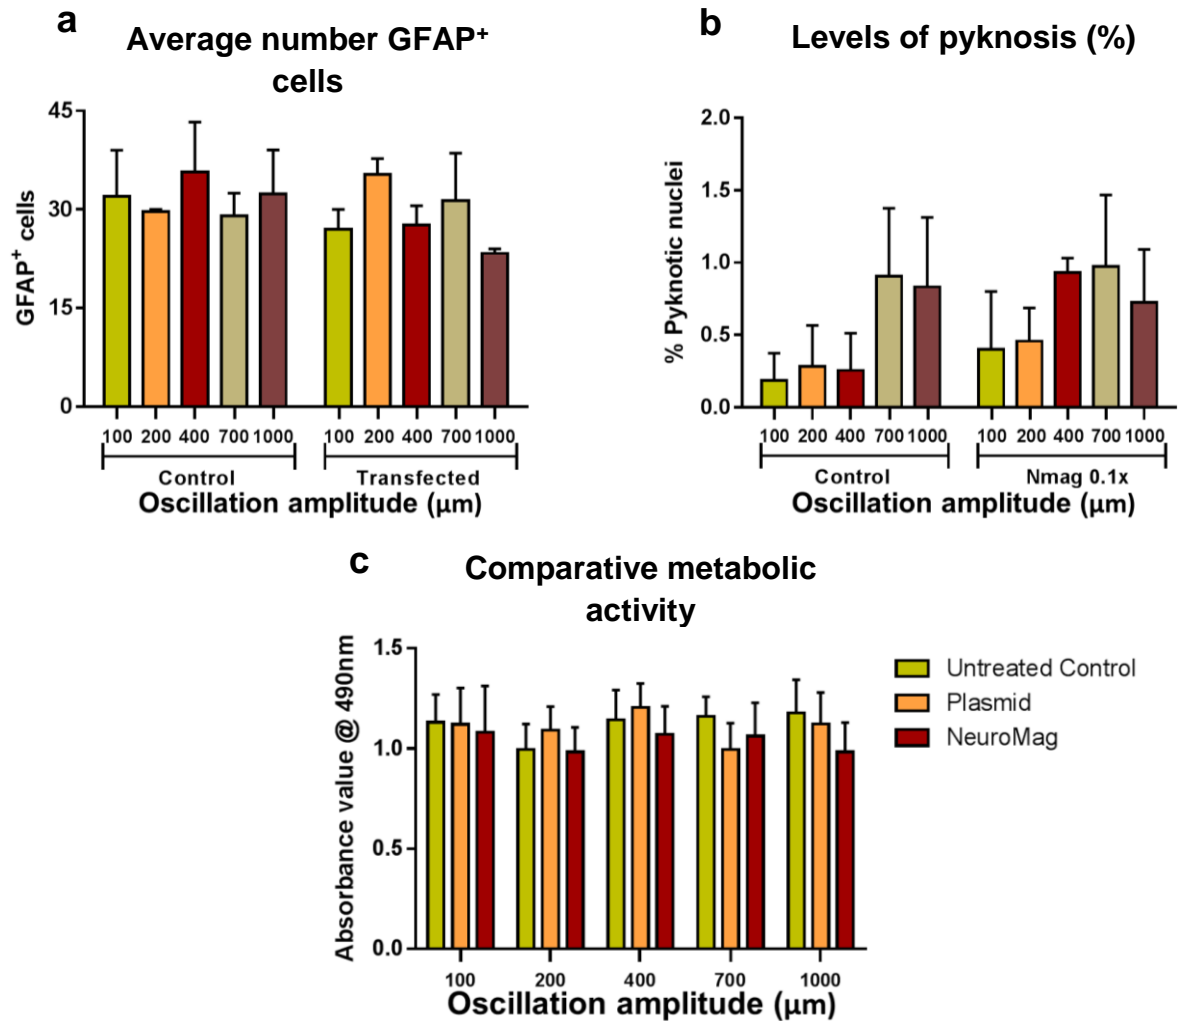 a
Average number GFAP⁺
cells
GFAP⁺ cells
45
30
15
0
100 200 400 700 1000 100 200 400 700 1000
Control Transfected
Oscillation amplitude (μm)
b
Levels of pyknosis (%)
% Pyknotic nuclei
2.0
1.5
1.0
0.5
0.0
100 200 400 700 1000 100 200 400 700 1000
Control Nmag 0.1x
Oscillation amplitude (μm)
c
Comparative metabolic
activity
Absorbance value @ 490nm
1.5
1.0
0.5
0.0
100 200 400 700 1000
Oscillation amplitude (μm)
Untreated Control
Plasmid
NeuroMag